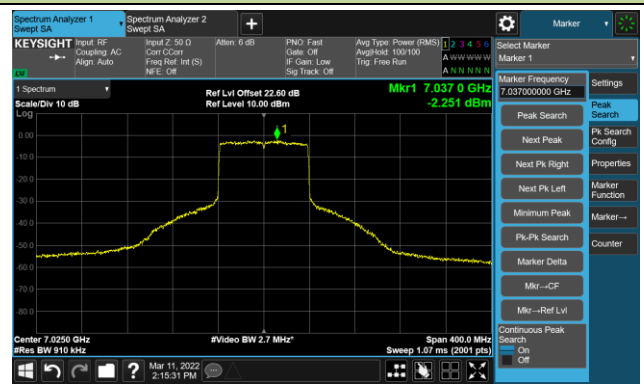 Spectrum Analyzer 1
Swept SA
Spectrum Analyzer 2
Swept SA
+
Marker
KEYSIGHT
Input: RF
Coupling: AC
Align: Auto
Input Z: 50 Ω
Corr CCorr
Freq Ref: Int (S)
NFE: Off
Atten: 6 dB
PNO: Fast
Gate: Off
IF Gain: Low
Sig Track: Off
Avg Type: Power (RMS)
Avg|Hold: 100/100
Trig: Free Run
1 2 3 4 5 6
A W W W W W
A N N N N N
LXI
Select Marker
Marker 1
1 Spectrum
Scale/Div 10 dB
Log
Ref Lvl Offset 22.60 dB
Ref Level 10.00 dBm
Mkr1 7.037 0 GHz
-2.251 dBm
1
0.00
-10.0
-20.0
-30.0
-40.0
-50.0
-60.0
-70.0
-80.0
Center 7.0250 GHz
#Res BW 910 kHz
#Video BW 2.7 MHz*
Span 400.0 MHz
Sweep 1.07 ms (2001 pts)
Marker Frequency
7.037000000 GHz
Peak Search
Next Peak
Next Pk Right
Next Pk Left
Minimum Peak
Pk-Pk Search
Marker Delta
Mkr→CF
Mkr→Ref Lvl
Continuous Peak
Search
On
Off
Settings
Peak
Search
Pk Search
Config
Properties
Marker
Function
Marker→
Counter
?
Mar 11, 2022
2:15:31 PM